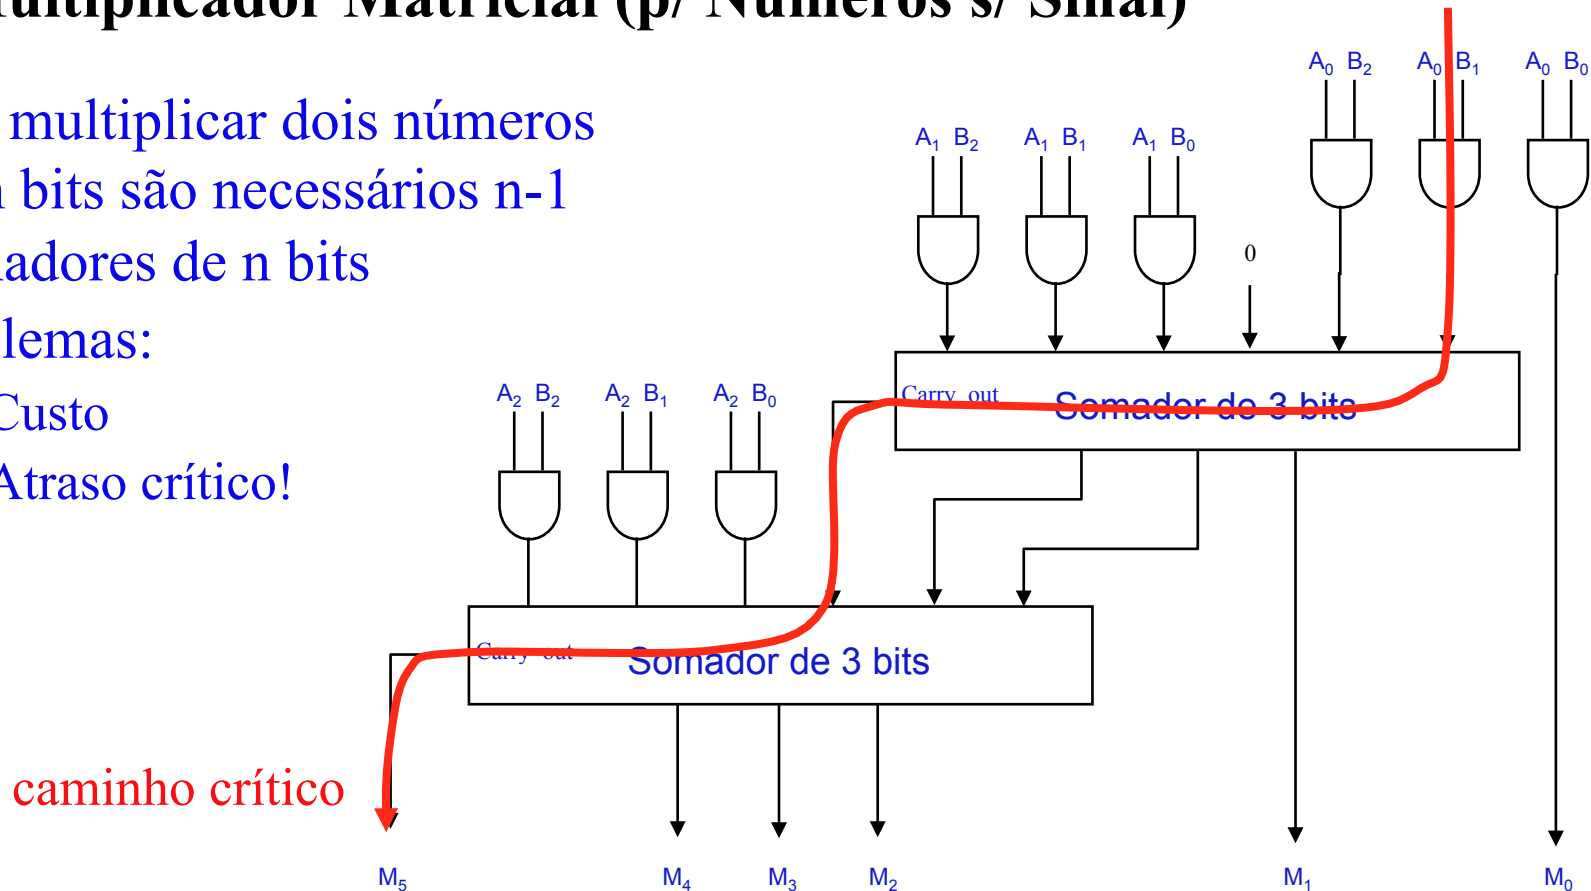 ultiplicador Matricial (p/ Números s/ Sinal)
multiplicar dois números
bits são necessários n-1
adores de n bits
lemas:
Custo
Atraso crítico!
A₀ B₂ A₀ B₁ A₀ B₀
A₁ B₂ A₁ B₁ A₁ B₀
0
Carry out Somador de 3 bits
A₂ B₂ A₂ B₁ A₂ B₀
Carry out Somador de 3 bits
caminho crítico
M₅ M₄ M₃ M₂ M₁ M₀